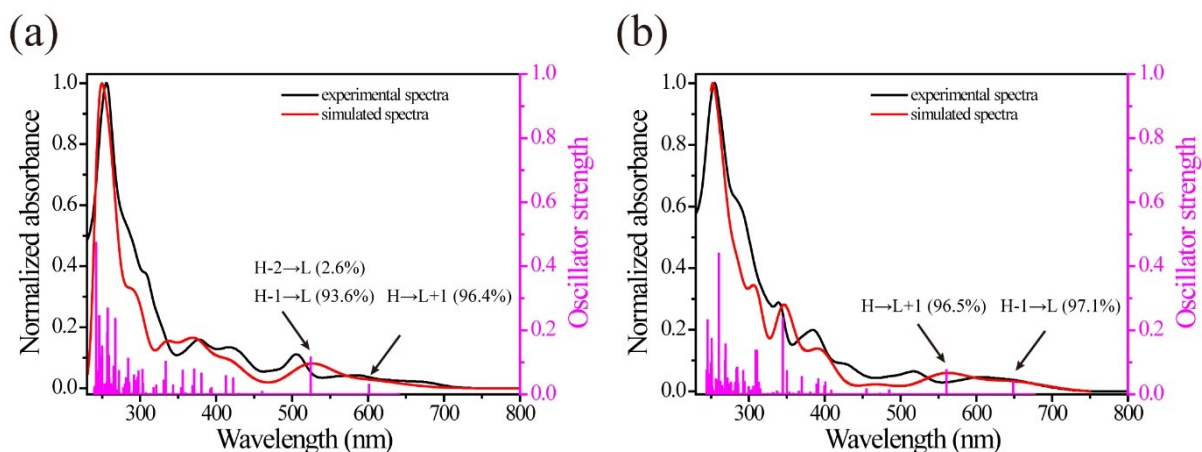 (a)
Normalized absorbance
1.0
0.8
0.6
0.4
0.2
0.0
experimental spectra
simulated spectra
H-2→L (2.6%)
H-1→L (93.6%)
H→L+1 (96.4%)
300
400
500
600
700
800
Wavelength (nm)
1.0
0.8
0.6
0.4
0.2
0.0
Oscillator strength
(b)
Normalized absorbance
1.0
0.8
0.6
0.4
0.2
0.0
experimental spectra
simulated spectra
H→L+1 (96.5%)
H-1→L (97.1%)
300
400
500
600
700
800
Wavelength (nm)
1.0
0.8
0.6
0.4
0.2
0.0
Oscillator strength